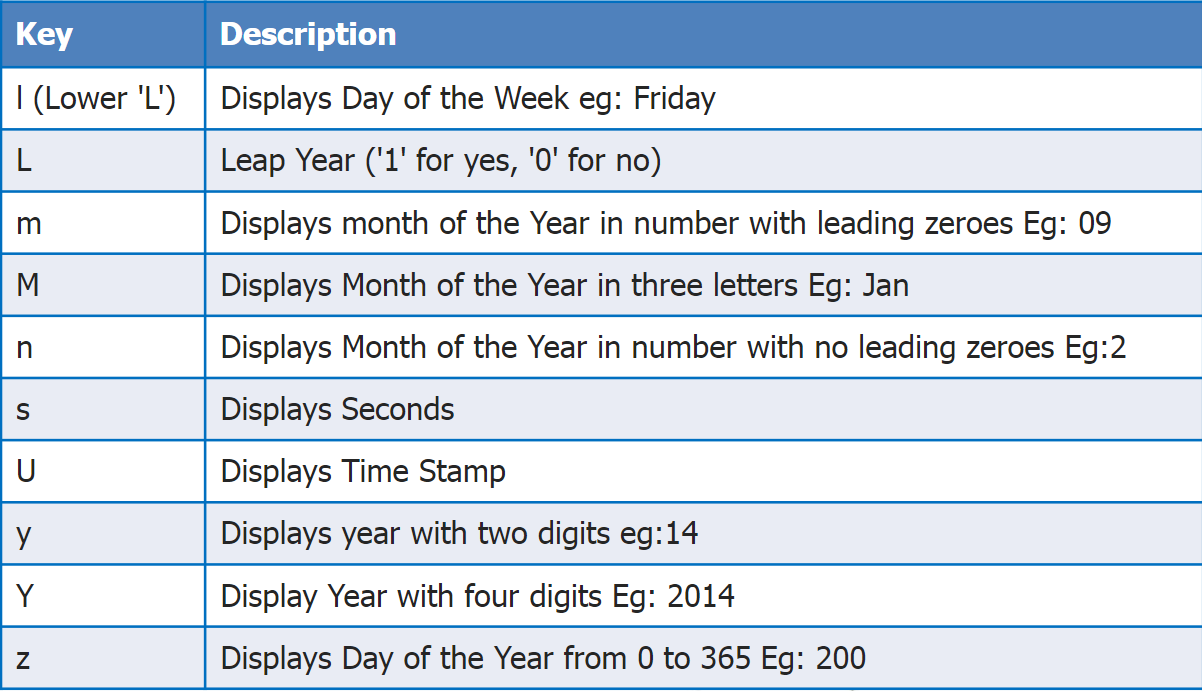 Key Description
l (Lower 'L') Displays Day of the Week eg: Friday
L Leap Year ('1' for yes, '0' for no)
m Displays month of the Year in number with leading zeroes Eg: 09
M Displays Month of the Year in three letters Eg: Jan
n Displays Month of the Year in number with no leading zeroes Eg:2
s Displays Seconds
U Displays Time Stamp
y Displays year with two digits eg:14
Y Display Year with four digits Eg: 2014
z Displays Day of the Year from 0 to 365 Eg: 200